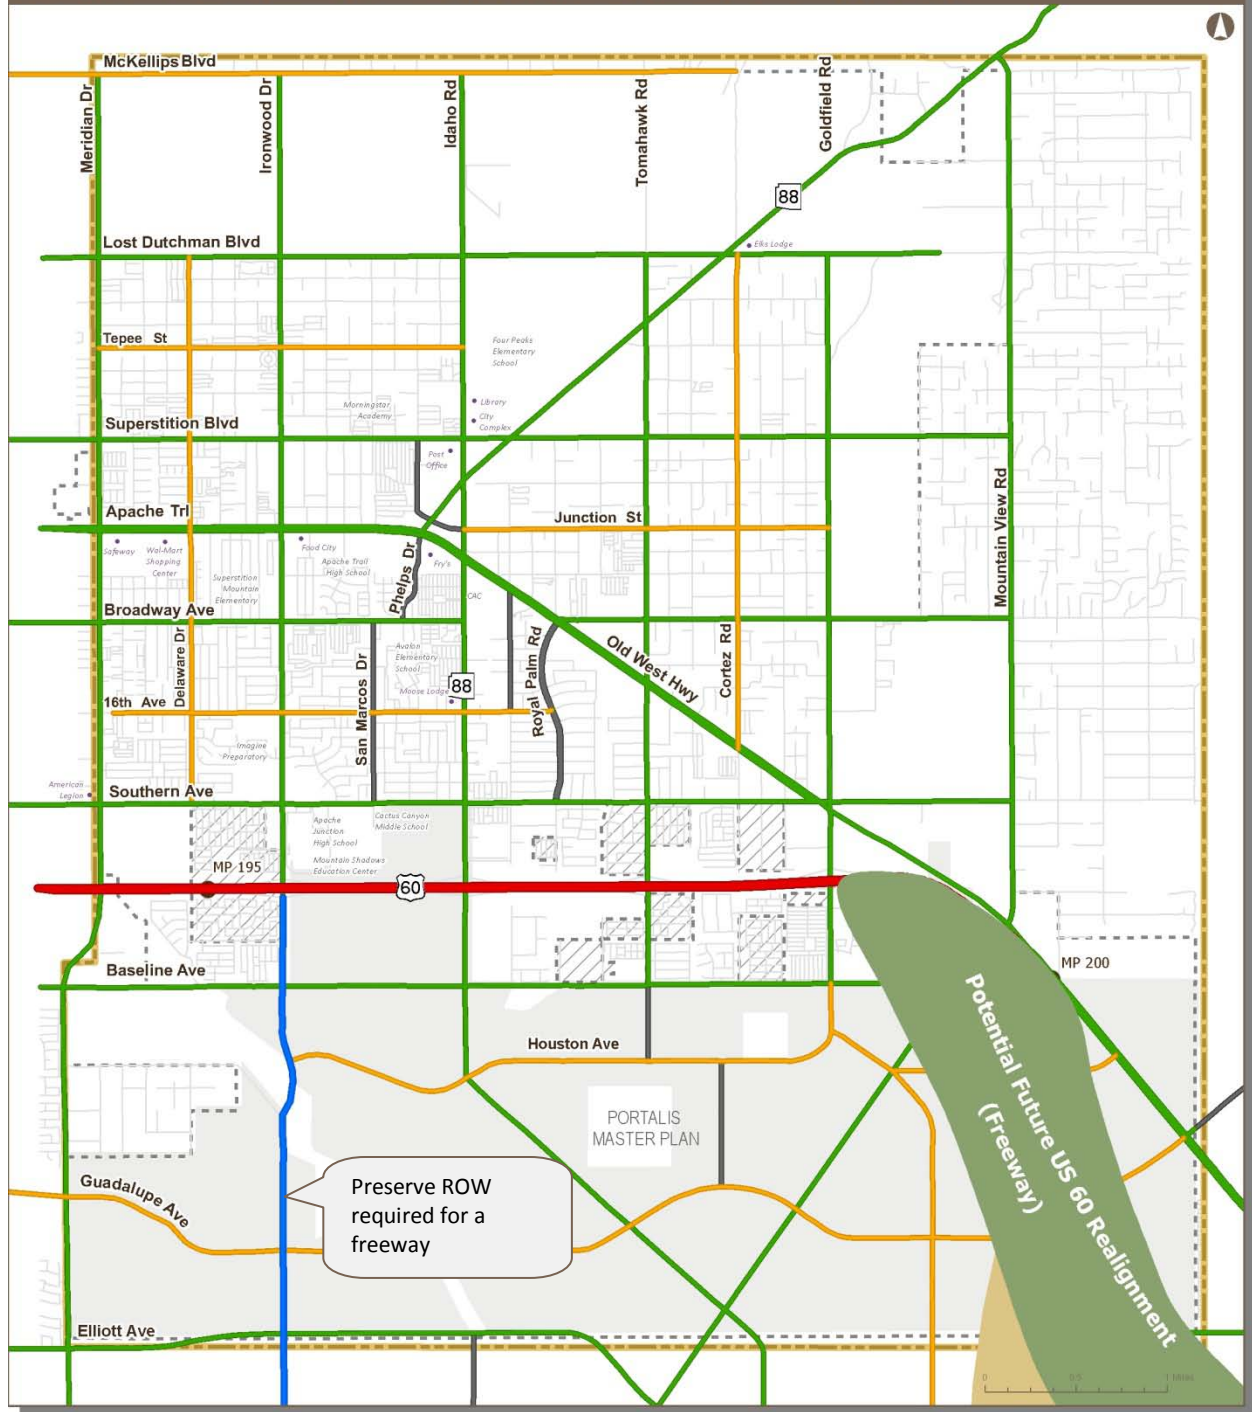 McKellips Blvd
Meridian Dr
Ironwood Dr
Idaho Rd
Tomahawk Rd
Goldfield Rd
88
Lost Dutchman Blvd
Elks Lodge
Tepee St
Four Peaks
Elementary
School
Morningstar
Academy
Library
City
Complex
Superstition Blvd
Post
Office
Mountain View Rd
Apache Trl
Junction St
Safeway
Wal-Mart
Shopping
Center
Food City
Apache Trail
High School
Phelps Dr
Fry's
Superstition
Mountain
Elementary
CAC
Broadway Ave
Delaware Dr
San Marcos Dr
Avalon
Elementary
School
Royal Palm Rd
Old West Hwy
Cortez Rd
Moose Lodge
88
16th Ave
Imagine
Preparatory
American
Legion
Southern Ave
Apache
Junction
High School
Cactus Canyon
Middle School
Mountain Shadows
Education Center
MP 195
60
Baseline Ave
MP 200
Potential Future US 60 Realignment
(Freeway)
Houston Ave
PORTALIS
MASTER PLAN
Guadalupe Ave
Preserve ROW
required for a
freeway
Elliott Ave
0
0.5
1 Miles